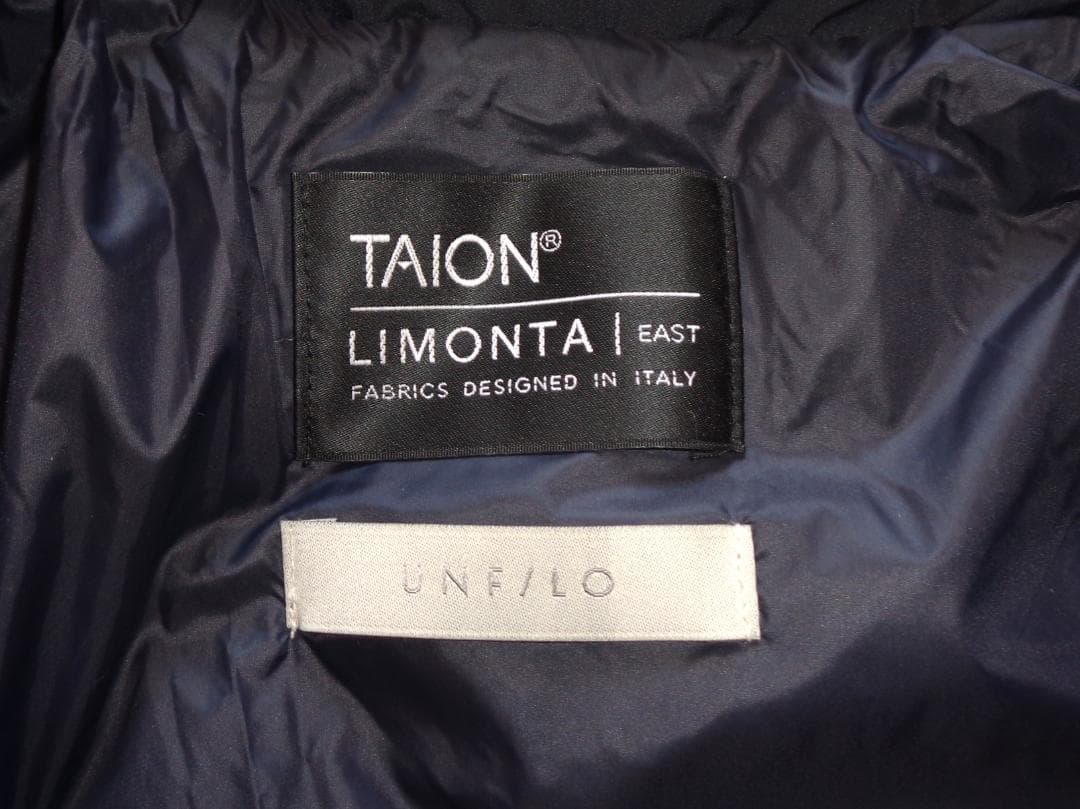 TAION®
LIMONTA | EAST
FABRICS DESIGNED IN ITALY
UNF/LO